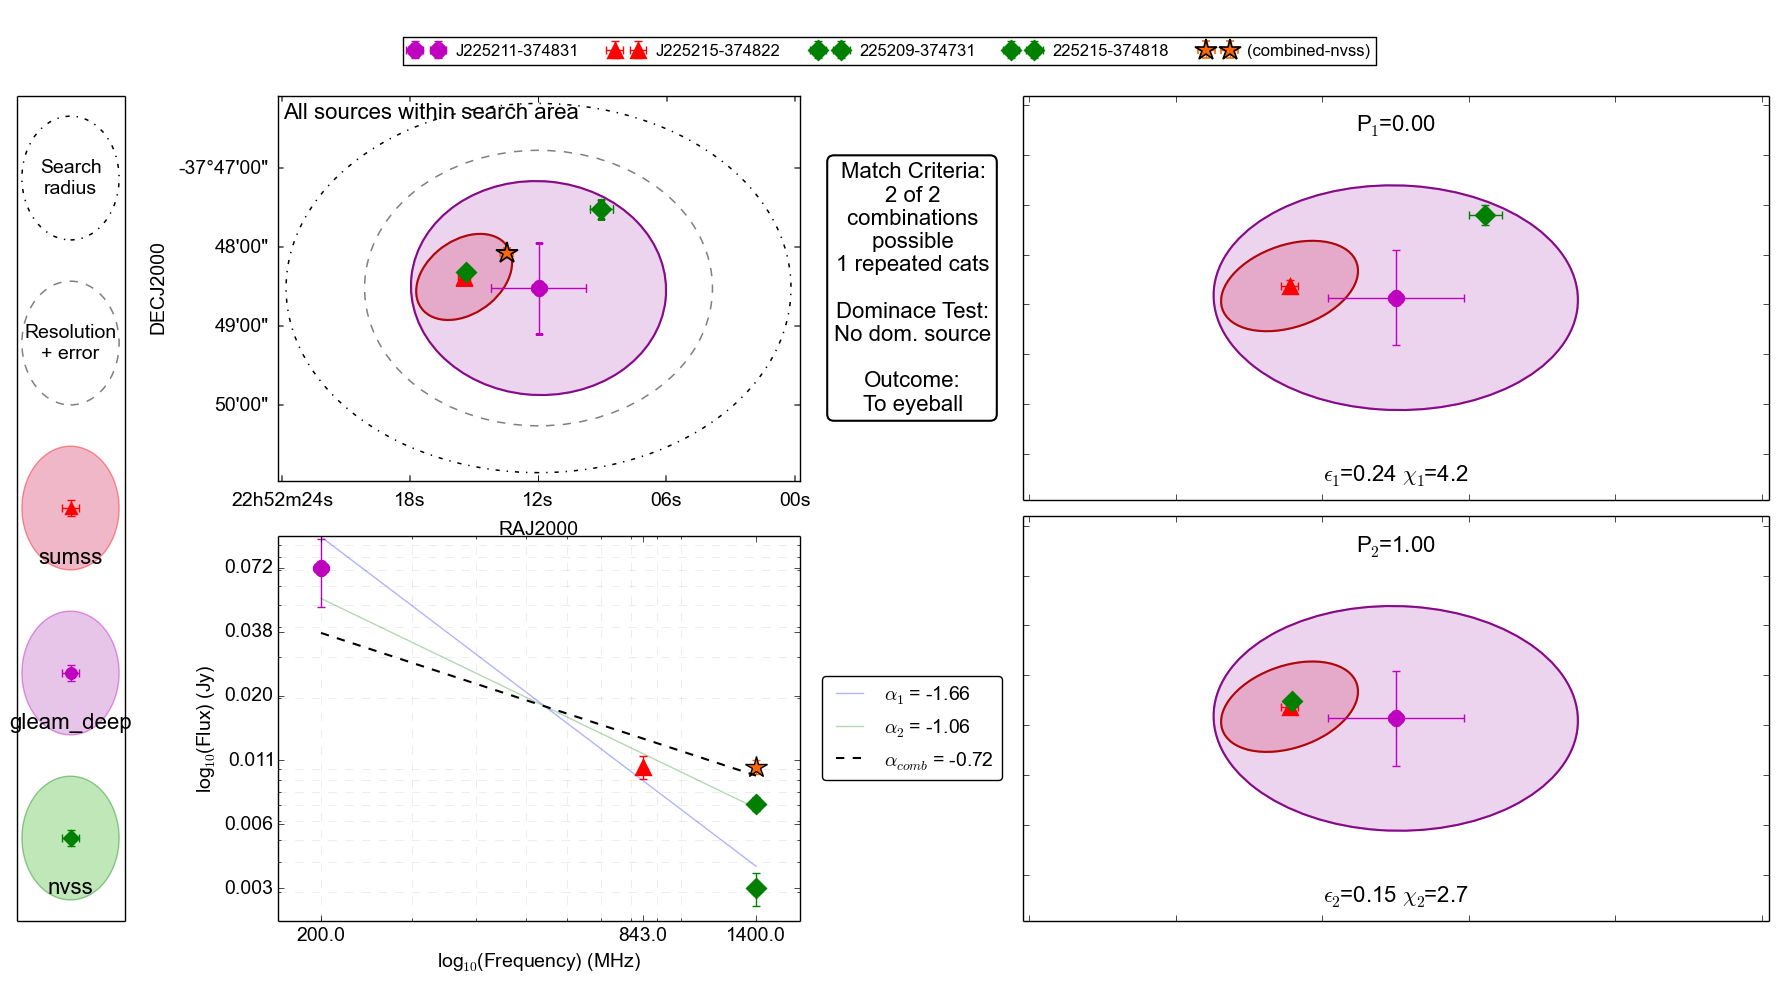 J225211-374831 J225215-374822 225209-374731 225215-374818 (combined-nvss)
Search
radius
Resolution
+ error
sumss
gleam_deep
nvss
All sources within search area
DECJ2000
-37°47'00"
48'00"
49'00"
50'00"
22h52m24s 18s 12s 06s 00s
RAJ2000
Match Criteria:
2 of 2
combinations
possible
1 repeated cats
Dominace Test:
No dom. source
Outcome:
To eyeball
P1=0.00
ϵ1=0.24 χ1=4.2
log10(Flux) (Jy)
0.072
0.038
0.020
0.011
0.006
0.003
200.0 843.0 1400.0
log10(Frequency) (MHz)
α1 = -1.66
α2 = -1.06
αcomb = -0.72
P2=1.00
ϵ2=0.15 χ2=2.7